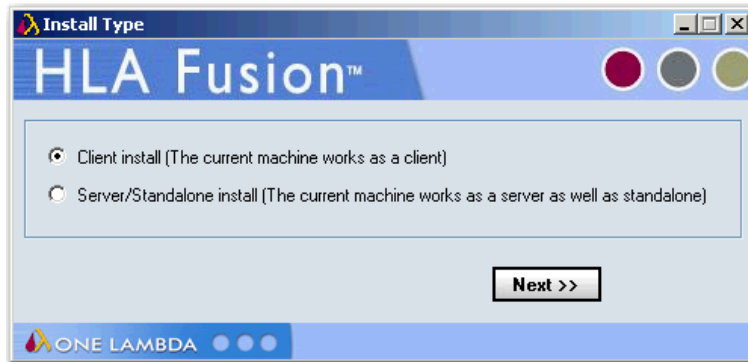 Install Type
HLA Fusion™
Client install (The current machine works as a client)
Server/Standalone install (The current machine works as a server as well as standalone)
Next >>
ONE LAMBDA